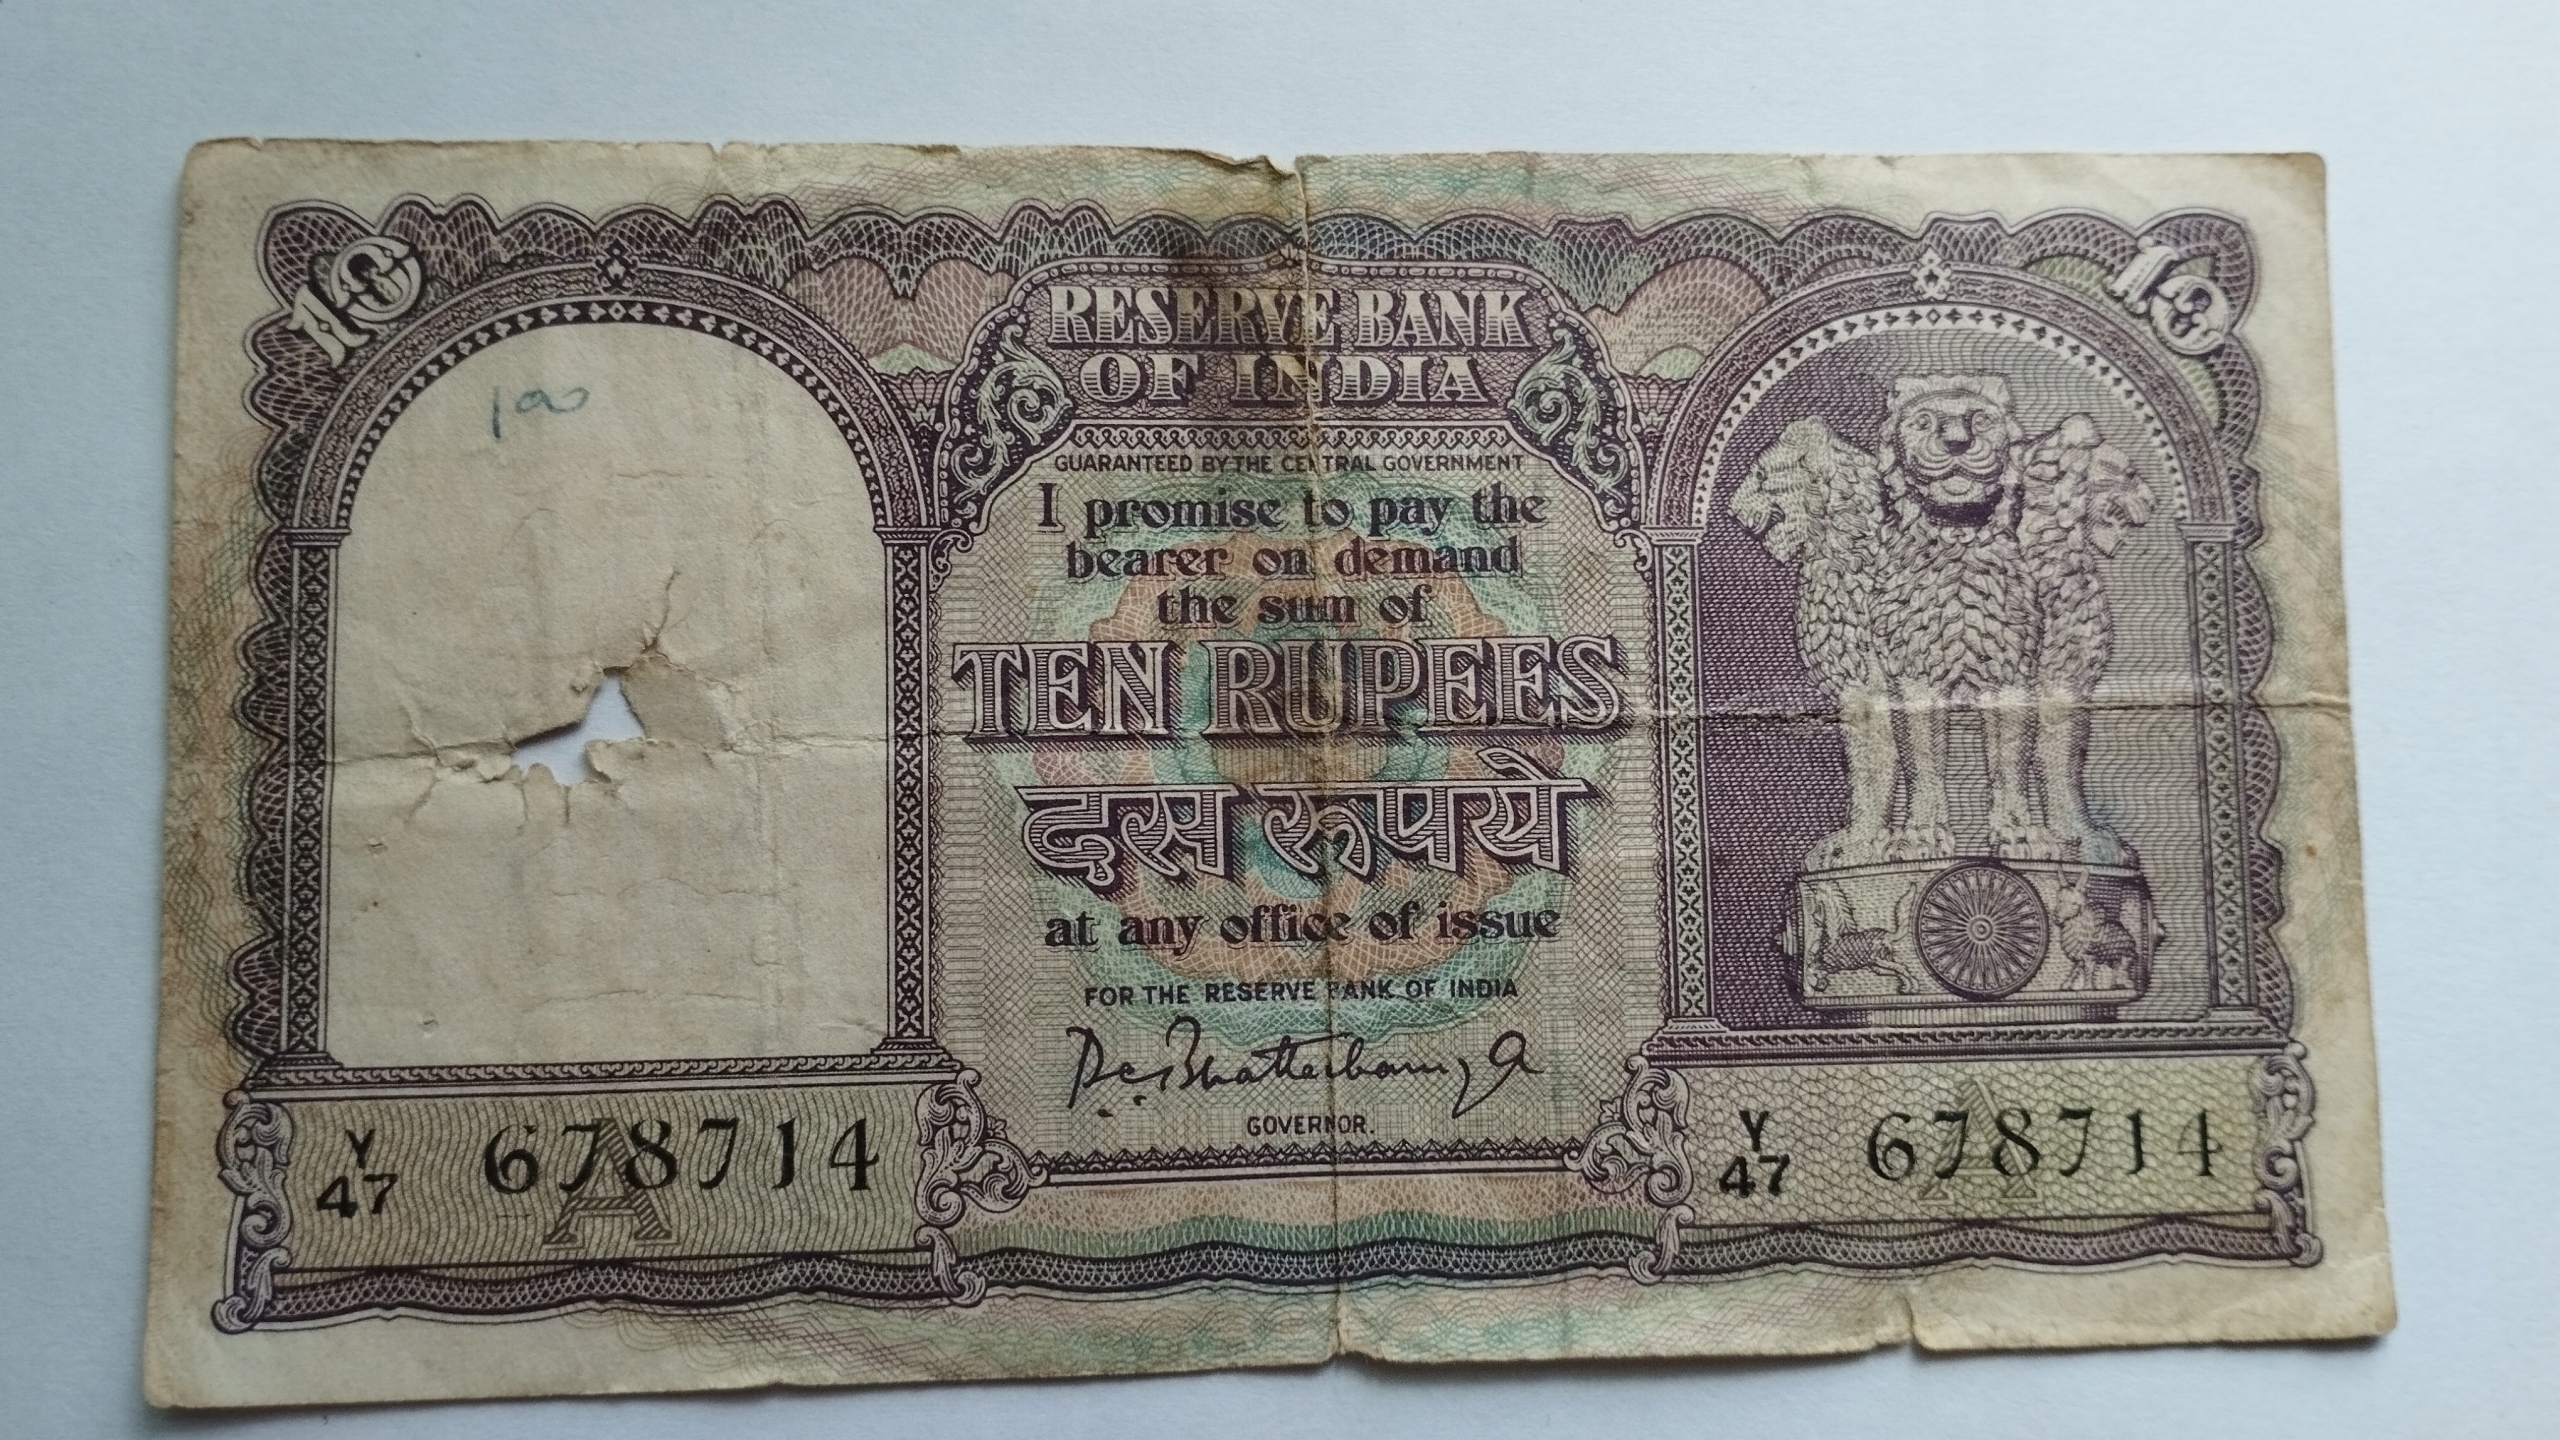 10
10
100
RESERVE BANK
OF INDIA
GUARANTEED BY THE CENTRAL GOVERNMENT
I promise to pay the
bearer on demand
the sum of
TEN RUPEES
दस रुपये
at any office of issue
FOR THE RESERVE BANK OF INDIA
P.C. Bhattacharyya
GOVERNOR.
Y
47 678714
A
Y
47 678714
A